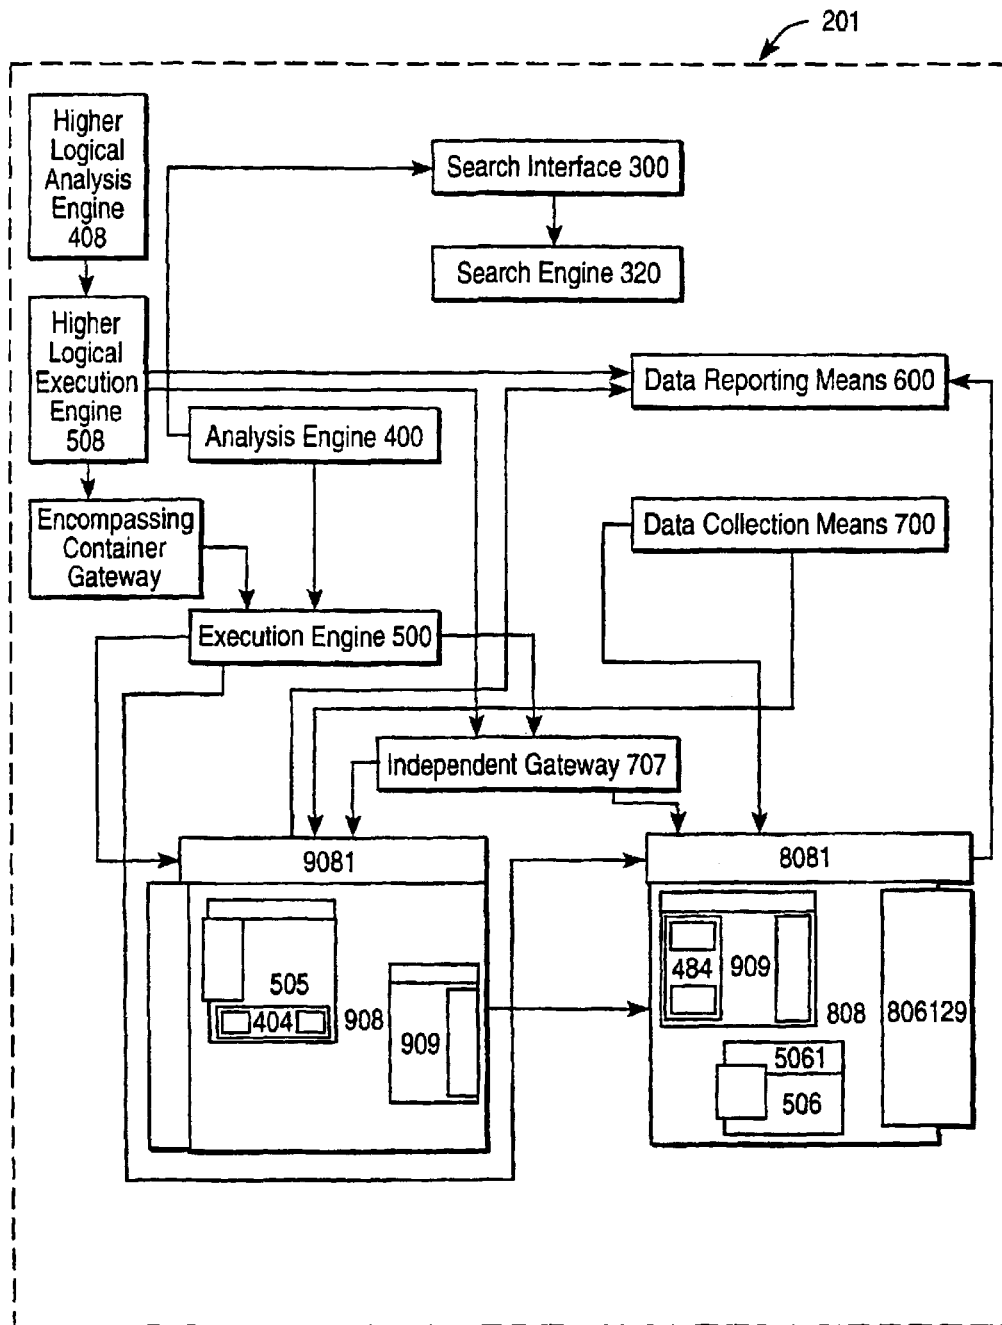 201
Higher
Logical
Analysis
Engine
408
Search Interface 300
Search Engine 320
Higher
Logical
Execution
Engine
508
Data Reporting Means 600
Analysis Engine 400
Encompassing
Container
Gateway
Data Collection Means 700
Execution Engine 500
Independent Gateway 707
9081
8081
505
404
908
909
484
909
808
806129
5061
506